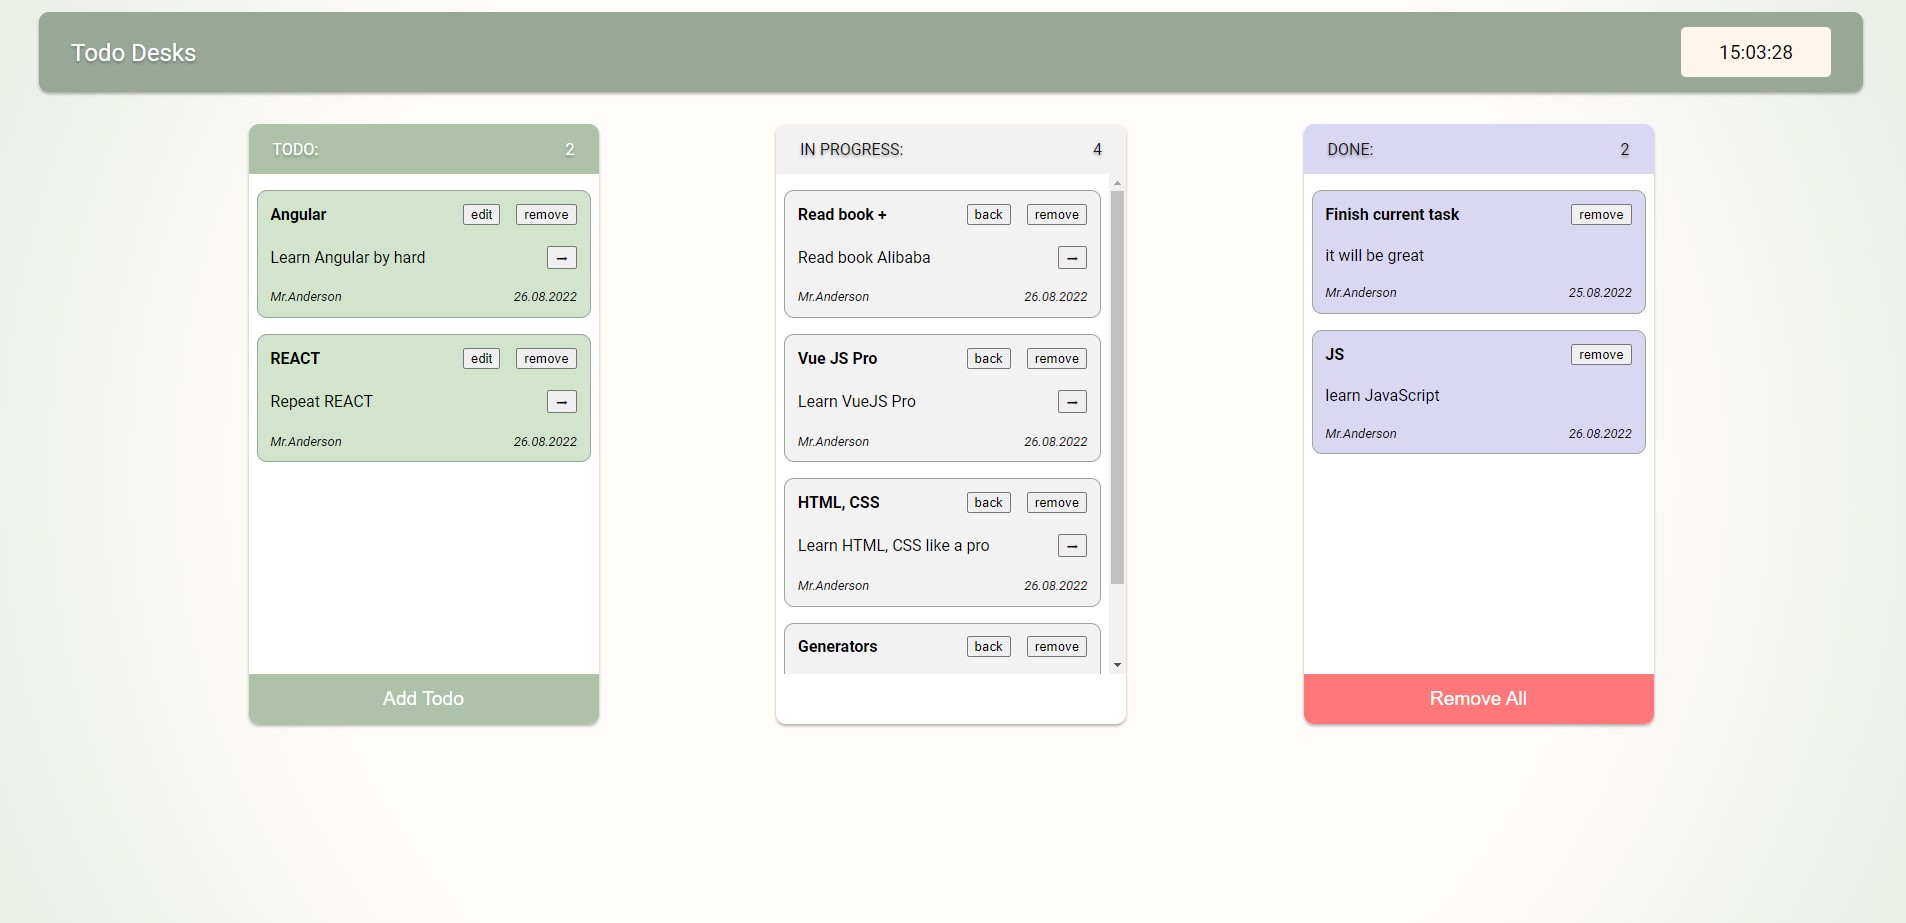 Todo Desks
15:03:28
TODO: 2
Angular edit remove
Learn Angular by hard →
Mr.Anderson 26.08.2022
REACT edit remove
Repeat REACT →
Mr.Anderson 26.08.2022
Add Todo
IN PROGRESS: 4
Read book + back remove
Read book Alibaba →
Mr.Anderson 26.08.2022
Vue JS Pro back remove
Learn VueJS Pro →
Mr.Anderson 26.08.2022
HTML, CSS back remove
Learn HTML, CSS like a pro →
Mr.Anderson 26.08.2022
Generators back remove
DONE: 2
Finish current task remove
it will be great
Mr.Anderson 25.08.2022
JS remove
learn JavaScript
Mr.Anderson 26.08.2022
Remove All